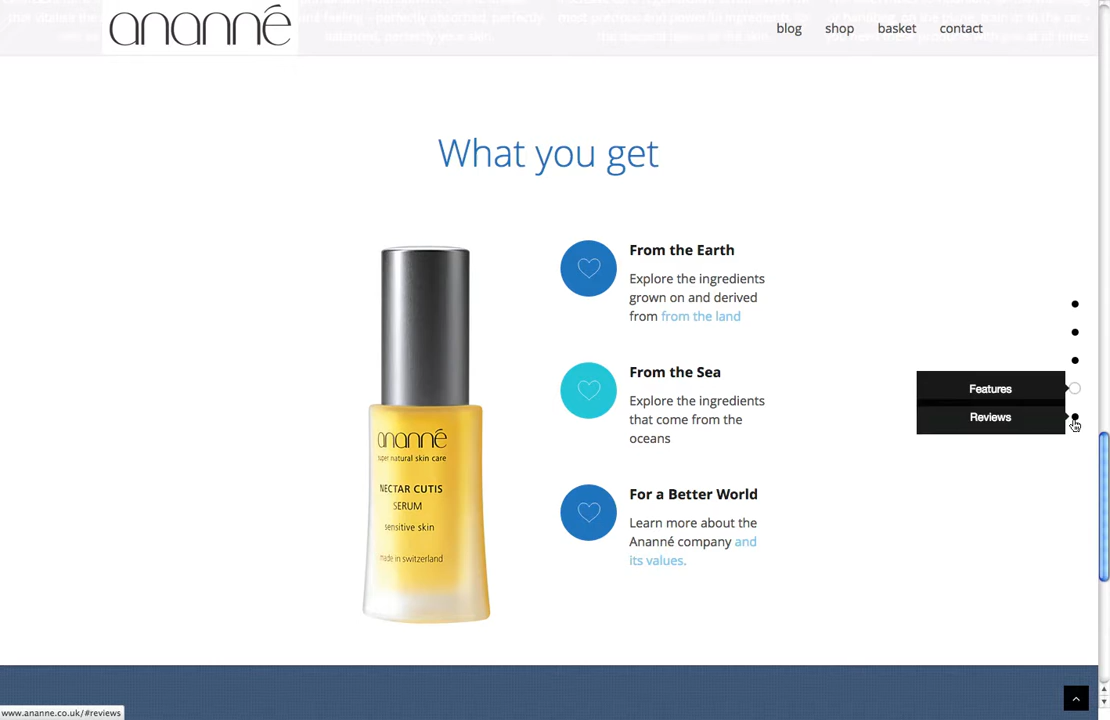 ananné
blog shop basket contact
What you get
From the Earth
Explore the ingredients
grown on and derived
from from the land
From the Sea
Explore the ingredients
that come from the
oceans
For a Better World
Learn more about the
Ananné company and
its values.
ananné
super natural skin care
NECTAR CUTIS
SERUM
sensitive skin
made in switzerland
Features
Reviews
www.ananne.co.uk/#reviews